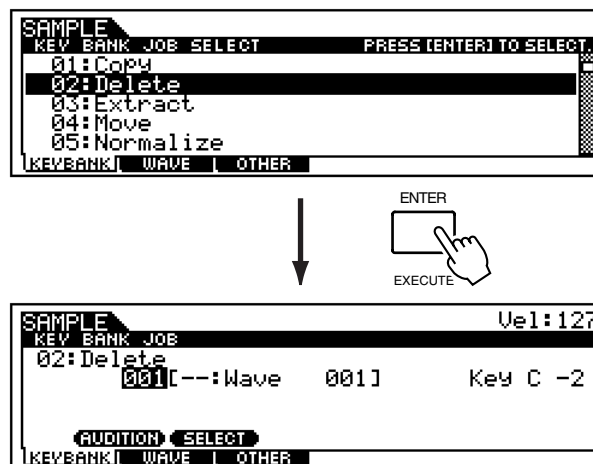 SAMPLE
KEY BANK JOB SELECT PRESS [ENTER] TO SELECT.
01:Copy
02:Delete
03:Extract
04:Move
05:Normalize
KEYBANK WAVE OTHER
ENTER
EXECUTE
SAMPLE Vel:127
KEY BANK JOB
02:Delete
001[--:Wave 001] Key C -2
AUDITION SELECT
KEYBANK WAVE OTHER